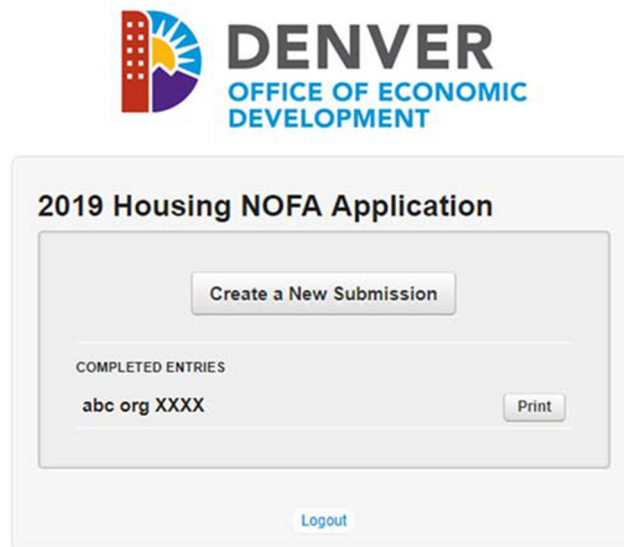 DENVER
OFFICE OF ECONOMIC
DEVELOPMENT
2019 Housing NOFA Application
Create a New Submission
COMPLETED ENTRIES
abc org XXXX
Print
Logout